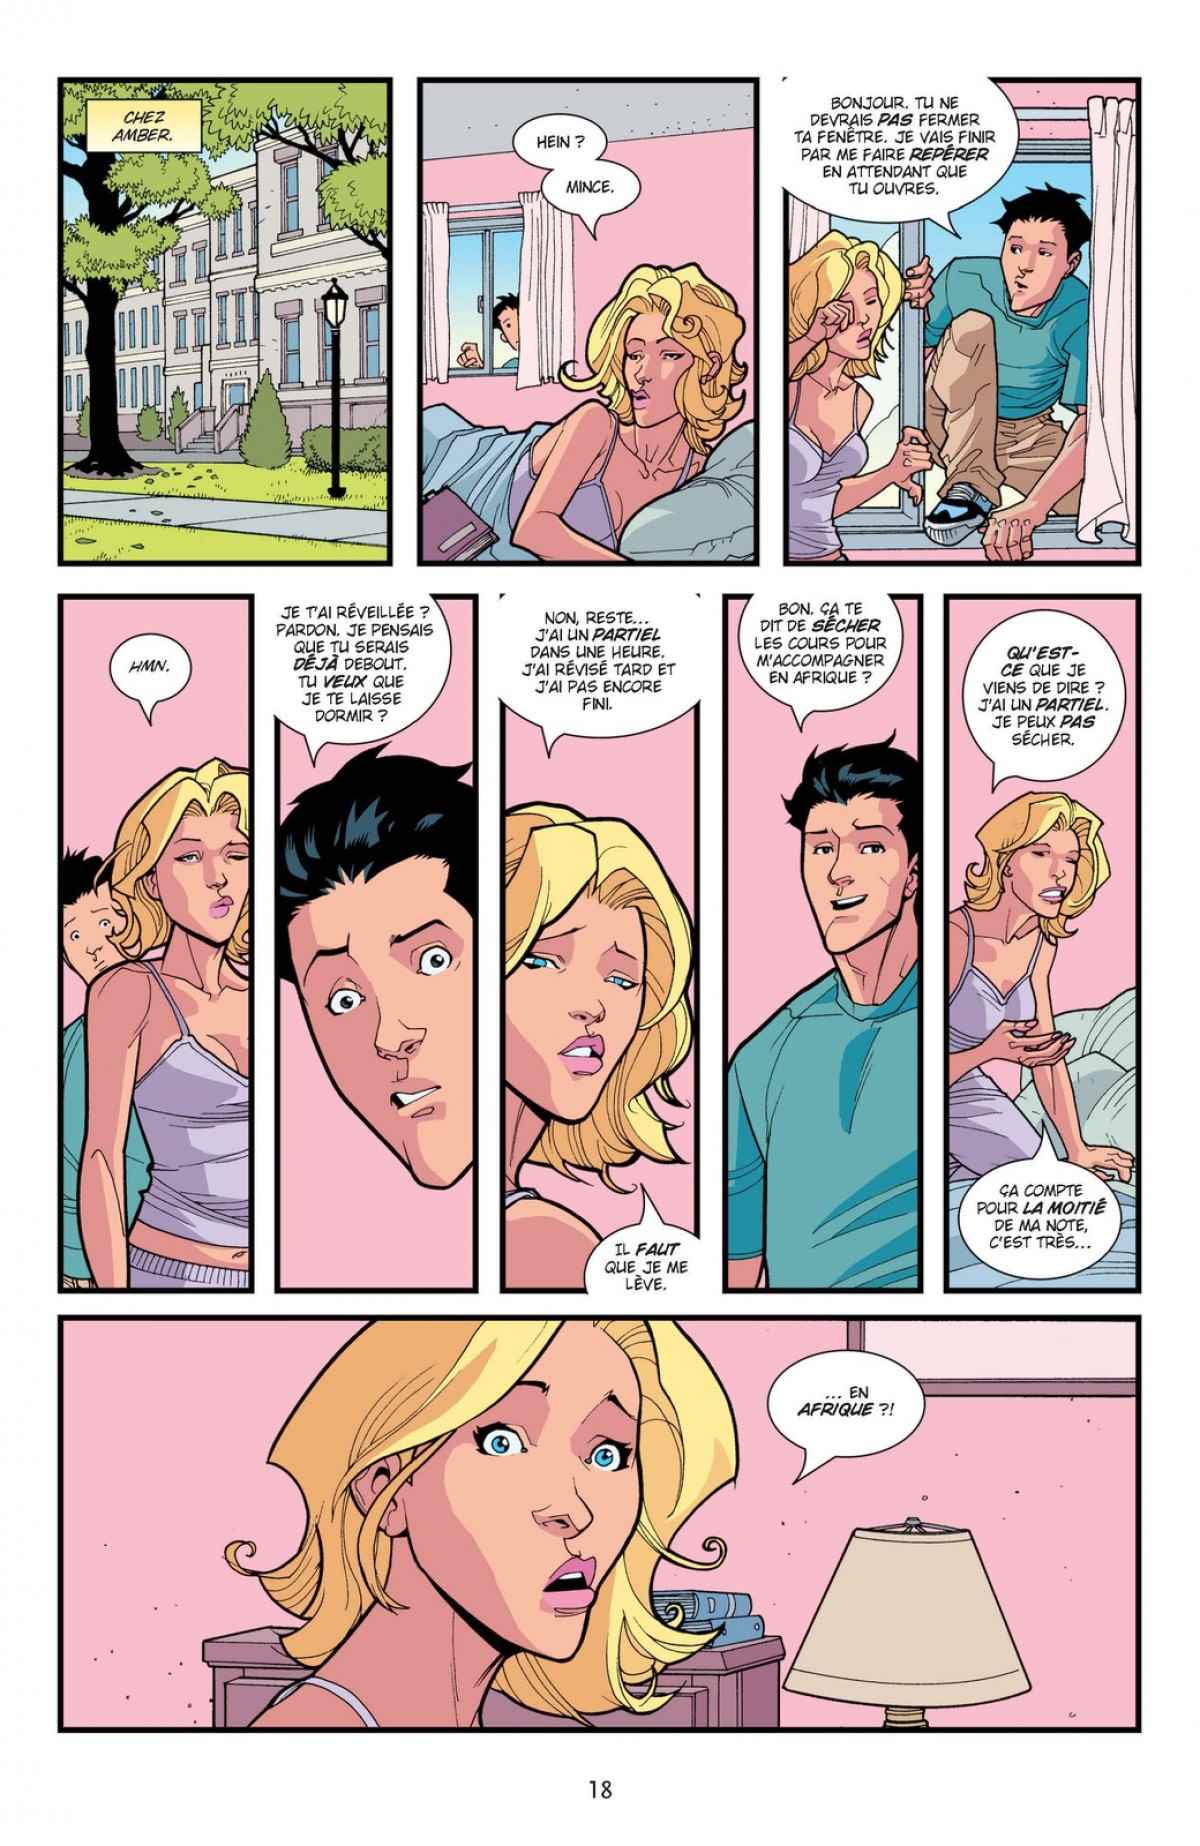 CHEZ
AMBER.
HEIN ?
MINCE.
BONJOUR. TU NE
DEVRAIS PAS FERMER
TA FENÊTRE. JE VAIS FINIR
PAR ME FAIRE REPÉRER
EN ATTENDANT QUE
TU OUVRES.
HMN.
JE T'AI RÉVEILLÉE ?
PARDON. JE PENSAIS
QUE TU SERAIS
DÉJÀ DEBOUT.
TU VEUX QUE
JE TE LAISSE
DORMIR ?
NON, RESTE...
J'AI UN PARTIEL
DANS UNE HEURE.
J'AI RÉVISÉ TARD ET
J'AI PAS ENCORE
FINI.
IL FAUT
QUE JE ME
LÈVE.
BON. ÇA TE
DIT DE SÉCHER
LES COURS POUR
M'ACCOMPAGNER
EN AFRIQUE ?
QU'EST-
CE QUE JE
VIENS DE DIRE ?
J'AI UN PARTIEL.
JE PEUX PAS
SÉCHER.
ÇA COMPTE
POUR LA MOITIÉ
DE MA NOTE,
C'EST TRÈS...
... EN
AFRIQUE ?!
18